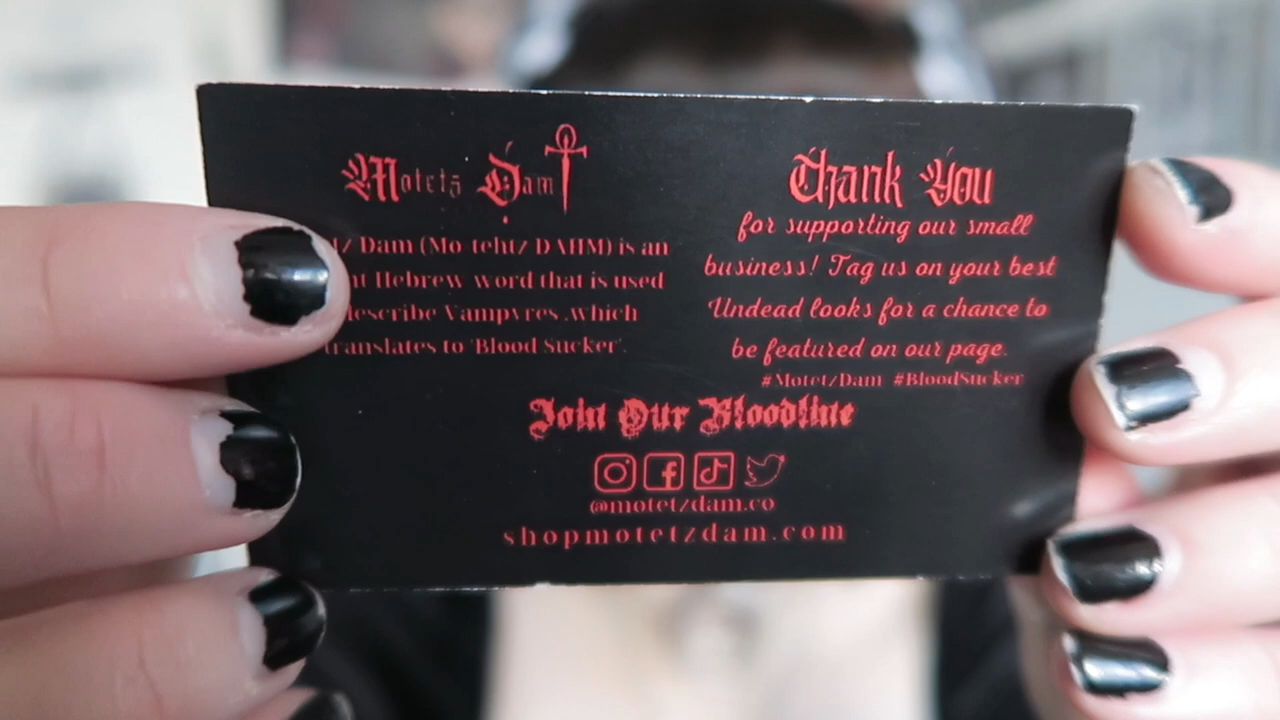 Motetz Dam
tz Dam (Mo-tehtz DAHM) is an
nt Hebrew word that is used
describe Vampyres ,which
translates to 'Blood Sucker'.
Thank You
for supporting our small
business! Tag us on your best
Undead looks for a chance to
be featured on our page.
#MotetzDam #BloodSucker
Join Our Bloodline
@motetzdam.co
shopmotetzdam.com